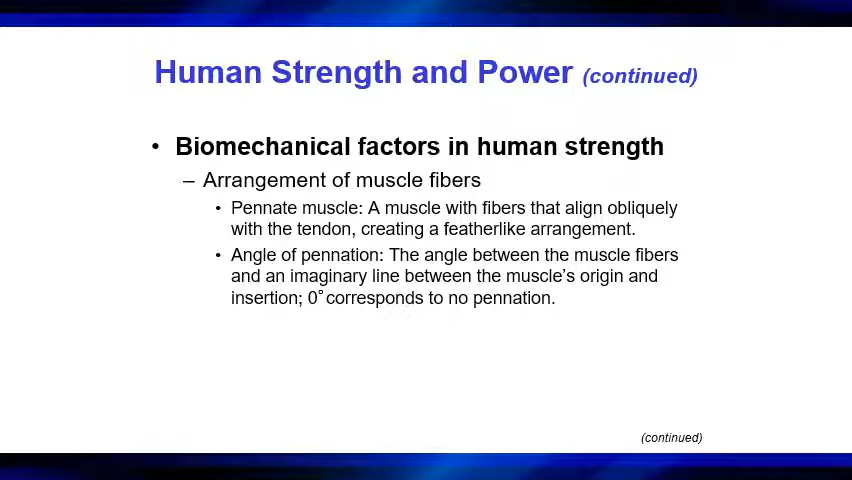 Human Strength and Power (continued)
• Biomechanical factors in human strength
– Arrangement of muscle fibers
• Pennate muscle: A muscle with fibers that align obliquely
with the tendon, creating a featherlike arrangement.
• Angle of pennation: The angle between the muscle fibers
and an imaginary line between the muscle’s origin and
insertion; 0° corresponds to no pennation.
(continued)